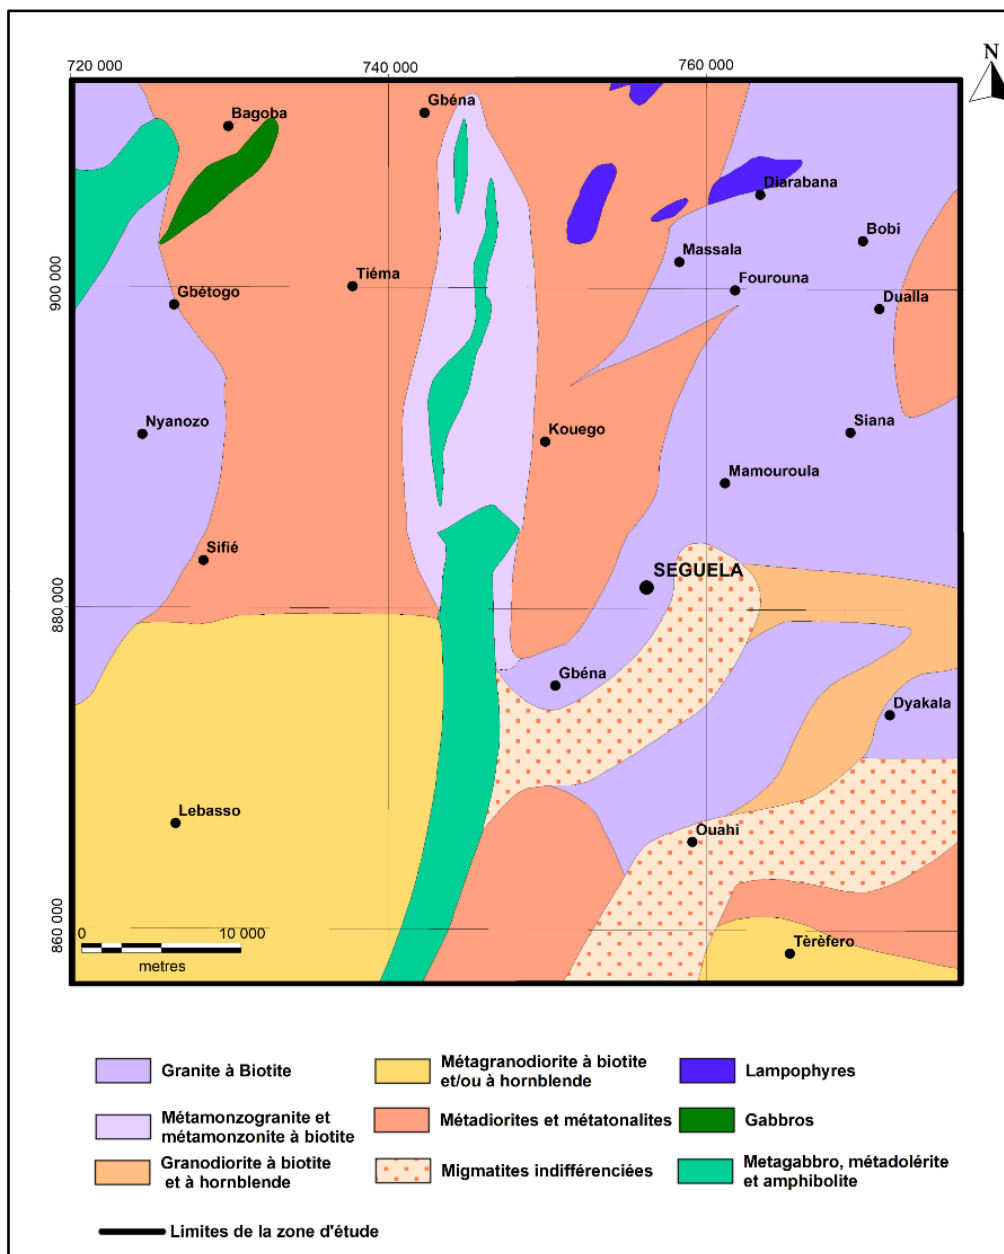 720 000
740 000
760 000
N
Gbéna
Bagoba
Diarabana
Bobi
Massala
Tiéma
Fourouna
900 000
Gbétogo
Dualla
Nyanozo
Kouego
Siana
Mamouroula
Sifié
SEGUELA
880 000
Gbéna
Dyakala
Lebasso
Ouahi
860 000
0 10 000
metres
Tèrèfero
Granite à Biotite
Métagranodiorite à biotite
et/ou à hornblende
Lampophyres
Métamonzogranite et
métamonzonite à biotite
Métadiorites et métatonalites
Gabbros
Granodiorite à biotite
et à hornblende
Migmatites indifférenciées
Metagabbro, métadolérite
et amphibolite
Limites de la zone d'étude